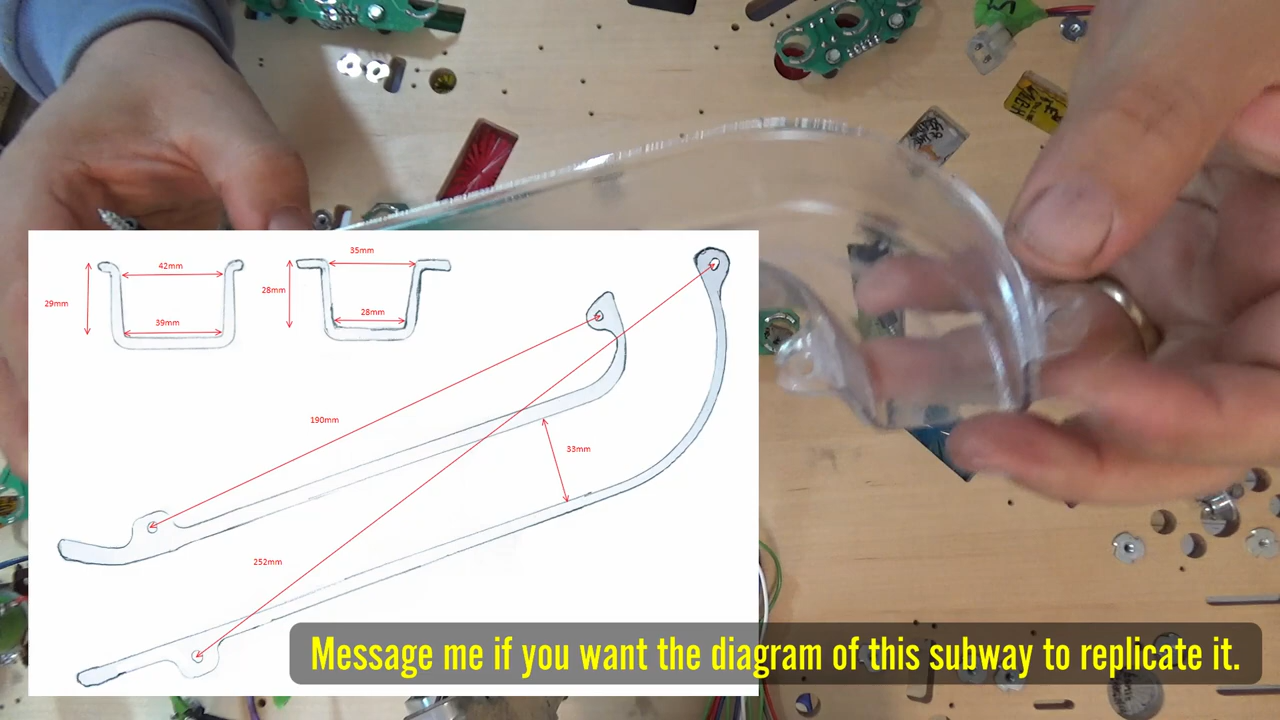 42mm
29mm
39mm
35mm
28mm
28mm
190mm
33mm
252mm
Message me if you want the diagram of this subway to replicate it.